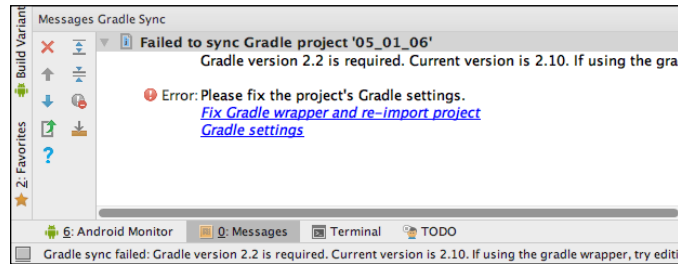 Messages Gradle Sync
Build Variant
2: Favorites
Failed to sync Gradle project '05_01_06'
Gradle version 2.2 is required. Current version is 2.10. If using the gra
Error: Please fix the project's Gradle settings.
Fix Gradle wrapper and re-import project
Gradle settings
6: Android Monitor 0: Messages Terminal TODO
Gradle sync failed: Gradle version 2.2 is required. Current version is 2.10. If using the gradle wrapper, try editi